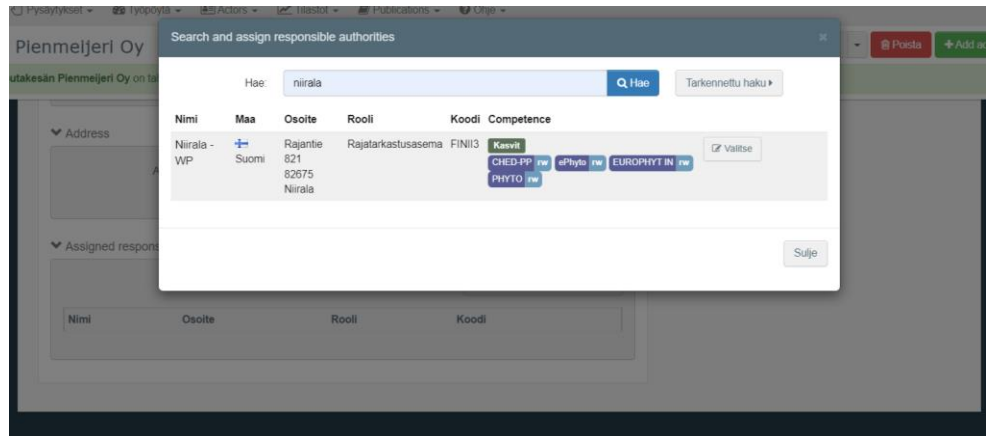 Pysäytykset Työpöytä Actors Tilastot Publications Ohje
Pienmeijeri Oy
Search and assign responsible authorities ×
Poista
+Add
utakesän Pienmeijeri Oy on
Hae: niirala Hae Tarkennettu haku
Nimi Maa Osoite Rooli Koodi Competence
Niirala - Suomi Rajantie Rajatarkastusasema FINII3 Kasvit Valitse
WP 821 CHED-PP rw ePhyto rw EUROPHYT IN rw
82675 PHYTO rw
Niirala
Address
Assigned
Sulje
Nimi Osoite Rooli Koodi